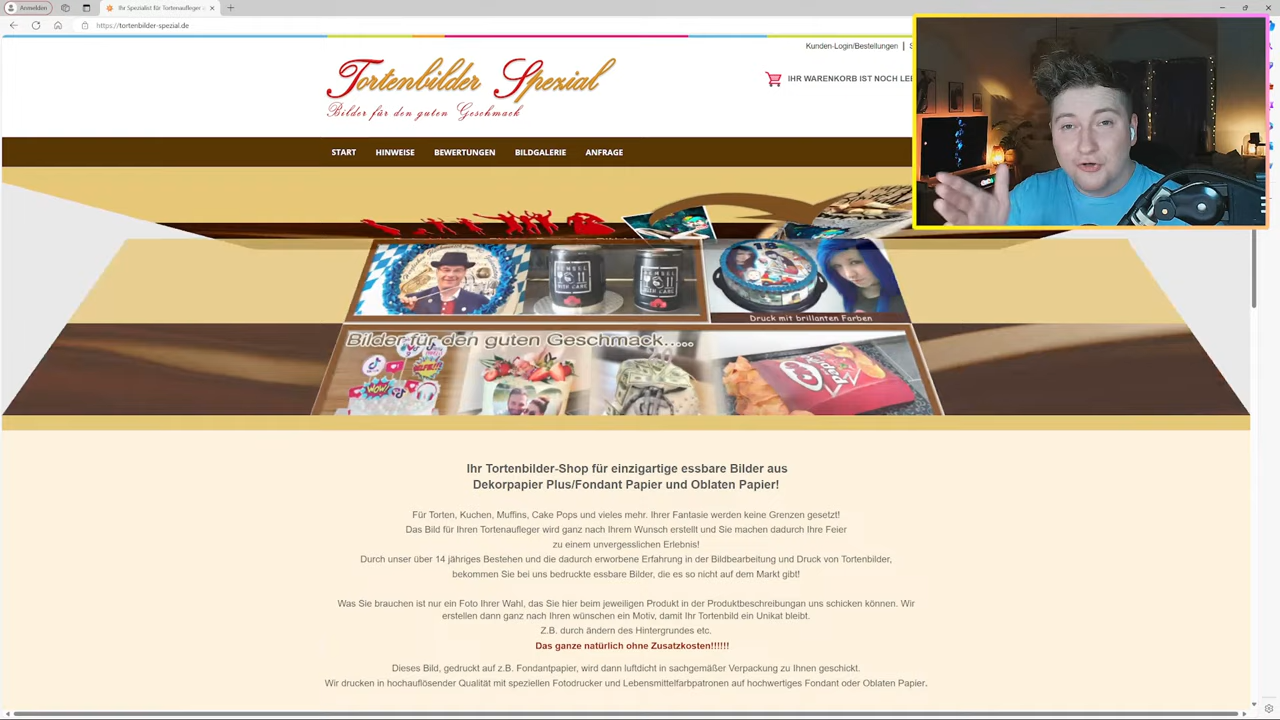 Anmelden
Ihr Spezialist für Tortenaufleger
https://tortenbilder-spezial.de
Kunden-Login/Bestellungen |
Tortenbilder Spezial
Bilder für den guten Geschmack
IHR WARENKORB IST NOCH
START HINWEISE BEWERTUNGEN BILDGALERIE ANFRAGE
Druck mit brillanten Farben
Bilder für den guten Geschmack.....
WOW!
Ihr Tortenbilder-Shop für einzigartige essbare Bilder aus
Dekorpapier Plus/Fondant Papier und Oblaten Papier!
Für Torten, Kuchen, Muffins, Cake Pops und vieles mehr. Ihrer Fantasie werden keine Grenzen gesetzt!
Das Bild für Ihren Tortenaufleger wird ganz nach Ihrem Wunsch erstellt und Sie machen dadurch Ihre Feier
zu einem unvergesslichen Erlebnis!
Durch unser über 14 jähriges Bestehen und die dadurch erworbene Erfahrung in der Bildbearbeitung und Druck von Tortenbilder,
bekommen Sie bei uns bedruckte essbare Bilder, die es so nicht auf dem Markt gibt!
Was Sie brauchen ist nur ein Foto Ihrer Wahl, das Sie hier beim jeweiligen Produkt in der Produktbeschreibungan uns schicken können. Wir
erstellen dann ganz nach Ihren wünschen ein Motiv, damit Ihr Tortenbild ein Unikat bleibt.
Z.B. durch ändern des Hintergrundes etc.
Das ganze natürlich ohne Zusatzkosten!!!!!!
Dieses Bild, gedruckt auf z.B. Fondantpapier, wird dann luftdicht in sachgemäßer Verpackung zu Ihnen geschickt.
Wir drucken in hochauflösender Qualität mit speziellen Fotodrucker und Lebensmittelfarbpatronen auf hochwertiges Fondant oder Oblaten Papier.